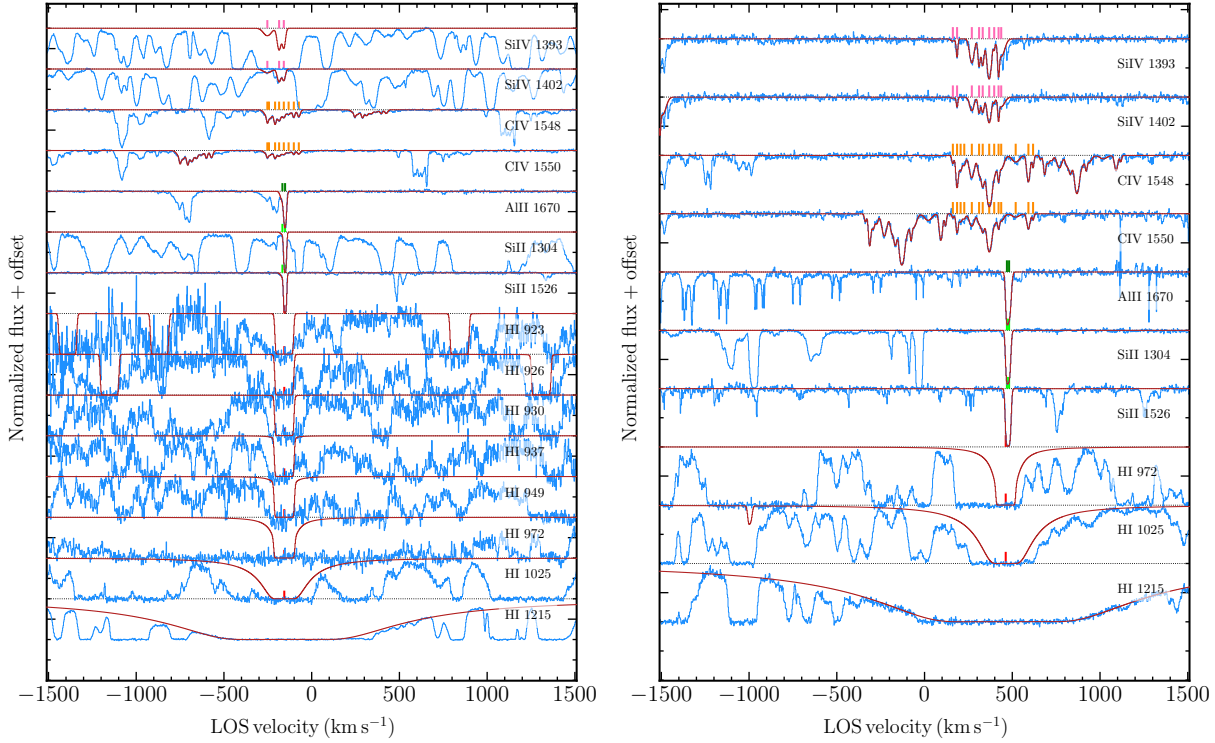 Normalized flux + offset
SiIV 1393
SiIV 1402
CIV 1548
CIV 1550
AlII 1670
SiII 1304
SiII 1526
HI 923
HI 926
HI 930
HI 937
HI 949
HI 972
HI 1025
HI 1215
−1500 −1000 −500 0 500 1000 1500
LOS velocity (km s⁻¹)
Normalized flux + offset
SiIV 1393
SiIV 1402
CIV 1548
CIV 1550
AlII 1670
SiII 1304
SiII 1526
HI 972
HI 1025
HI 1215
−1500 −1000 −500 0 500 1000 1500
LOS velocity (km s⁻¹)